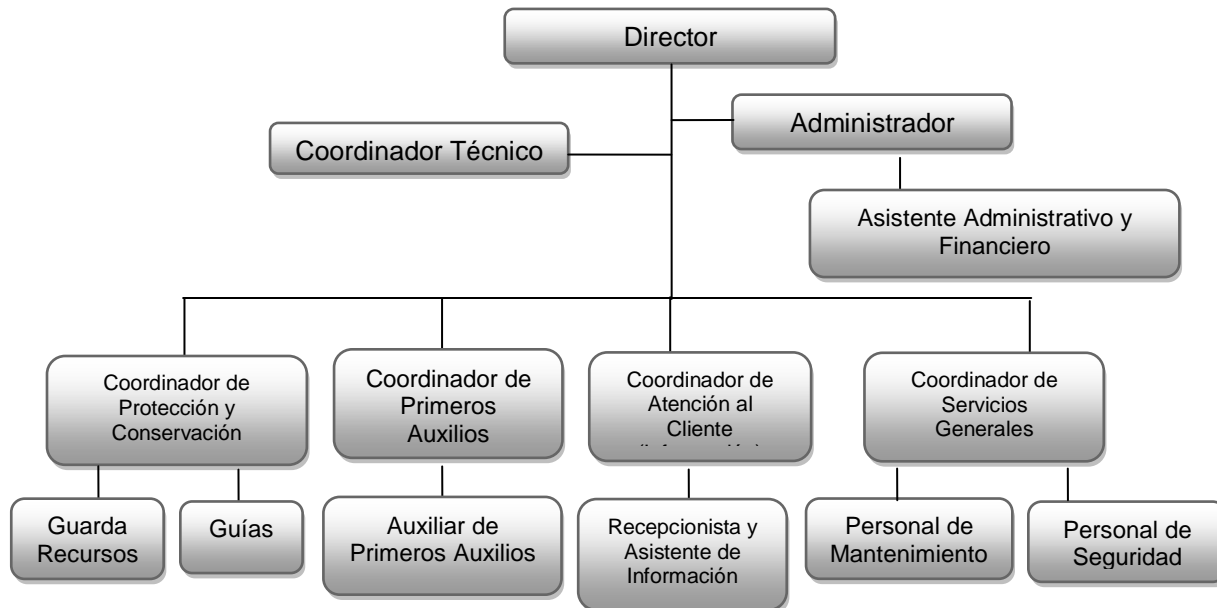 Director
Administrador
Coordinador Técnico
Asistente Administrativo y
Financiero
Coordinador de
Protección y
Conservación
Coordinador de
Primeros
Auxilios
Coordinador de
Atención al
Cliente
Coordinador de
Servicios
Generales
Guarda
Recursos
Guías
Auxiliar de
Primeros Auxilios
Recepcionista y
Asistente de
Información
Personal de
Mantenimiento
Personal de
Seguridad